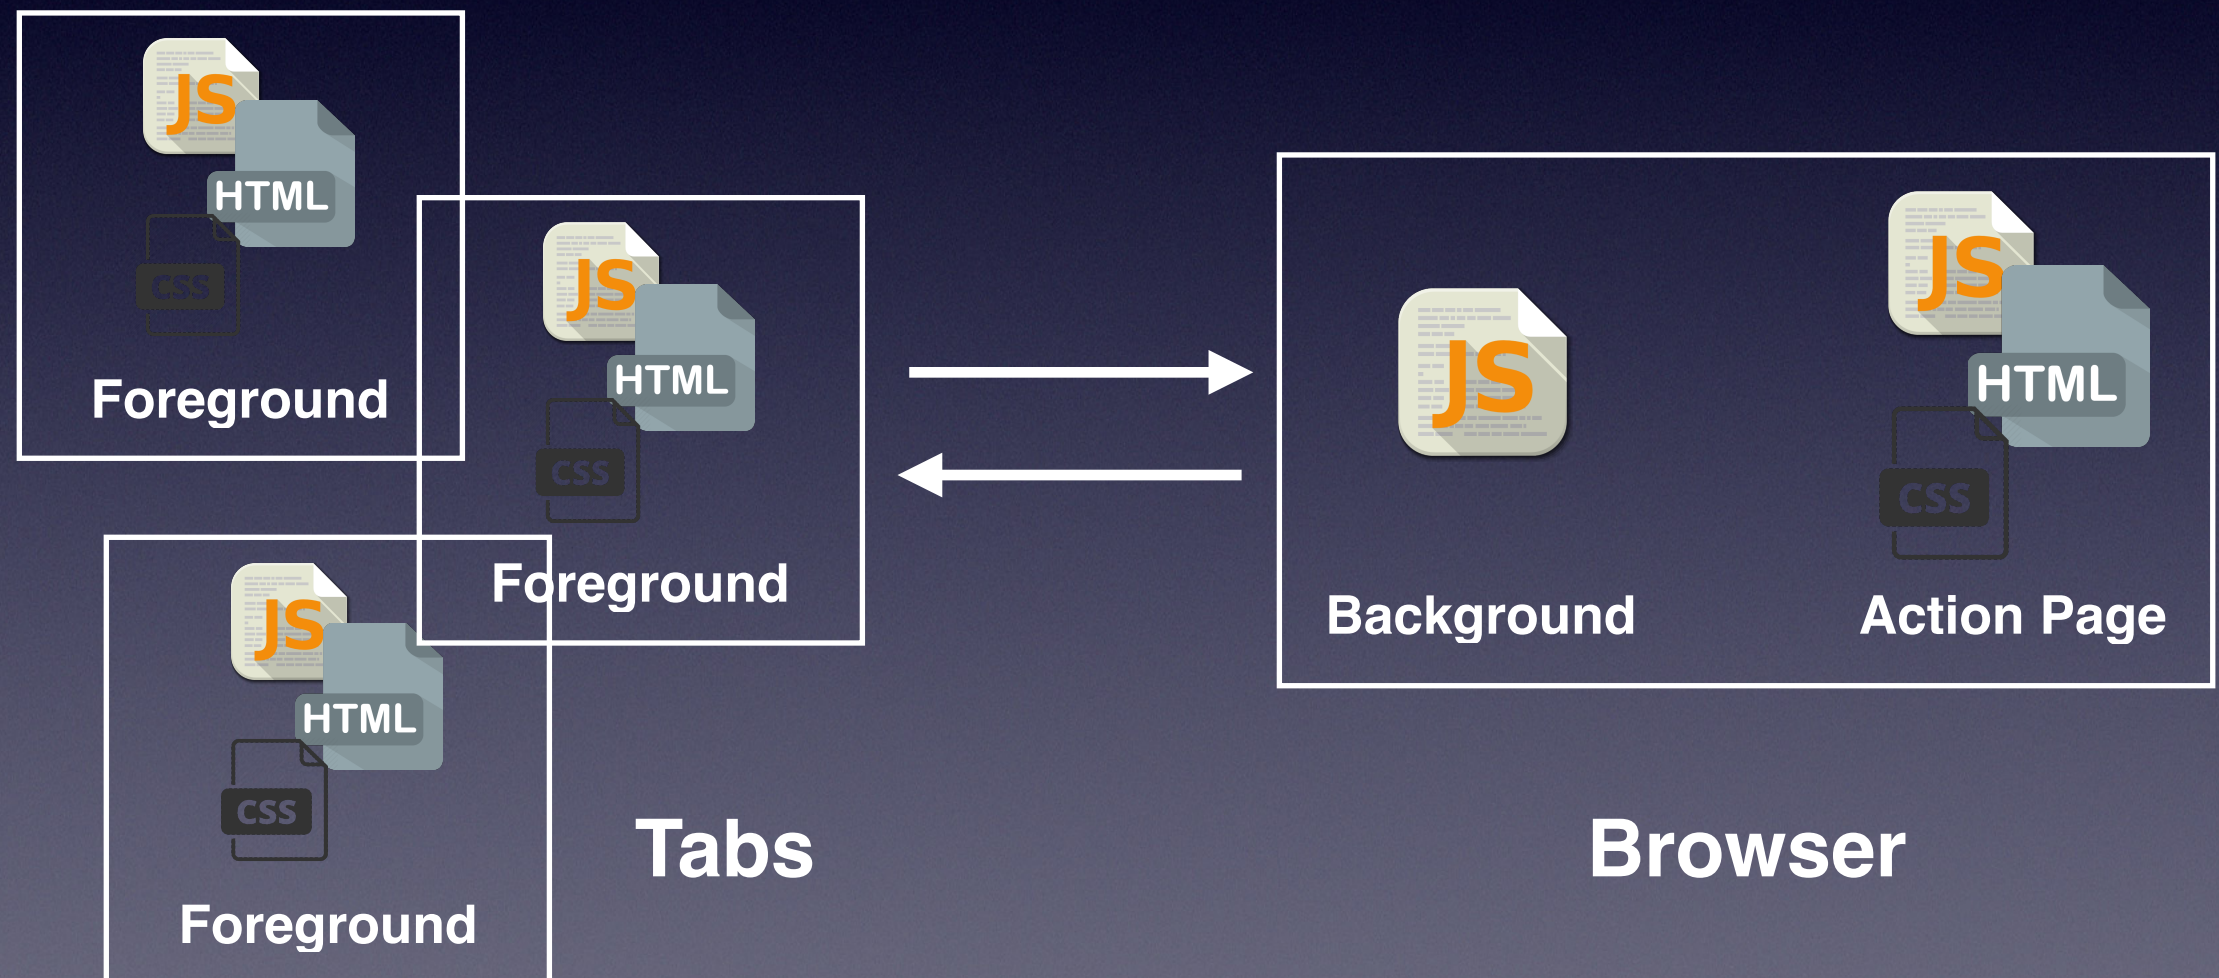 JS
HTML
CSS
Foreground
JS
HTML
CSS
Foreground
JS
HTML
CSS
Foreground
Tabs
JS
Background
JS
HTML
CSS
Action Page
Browser